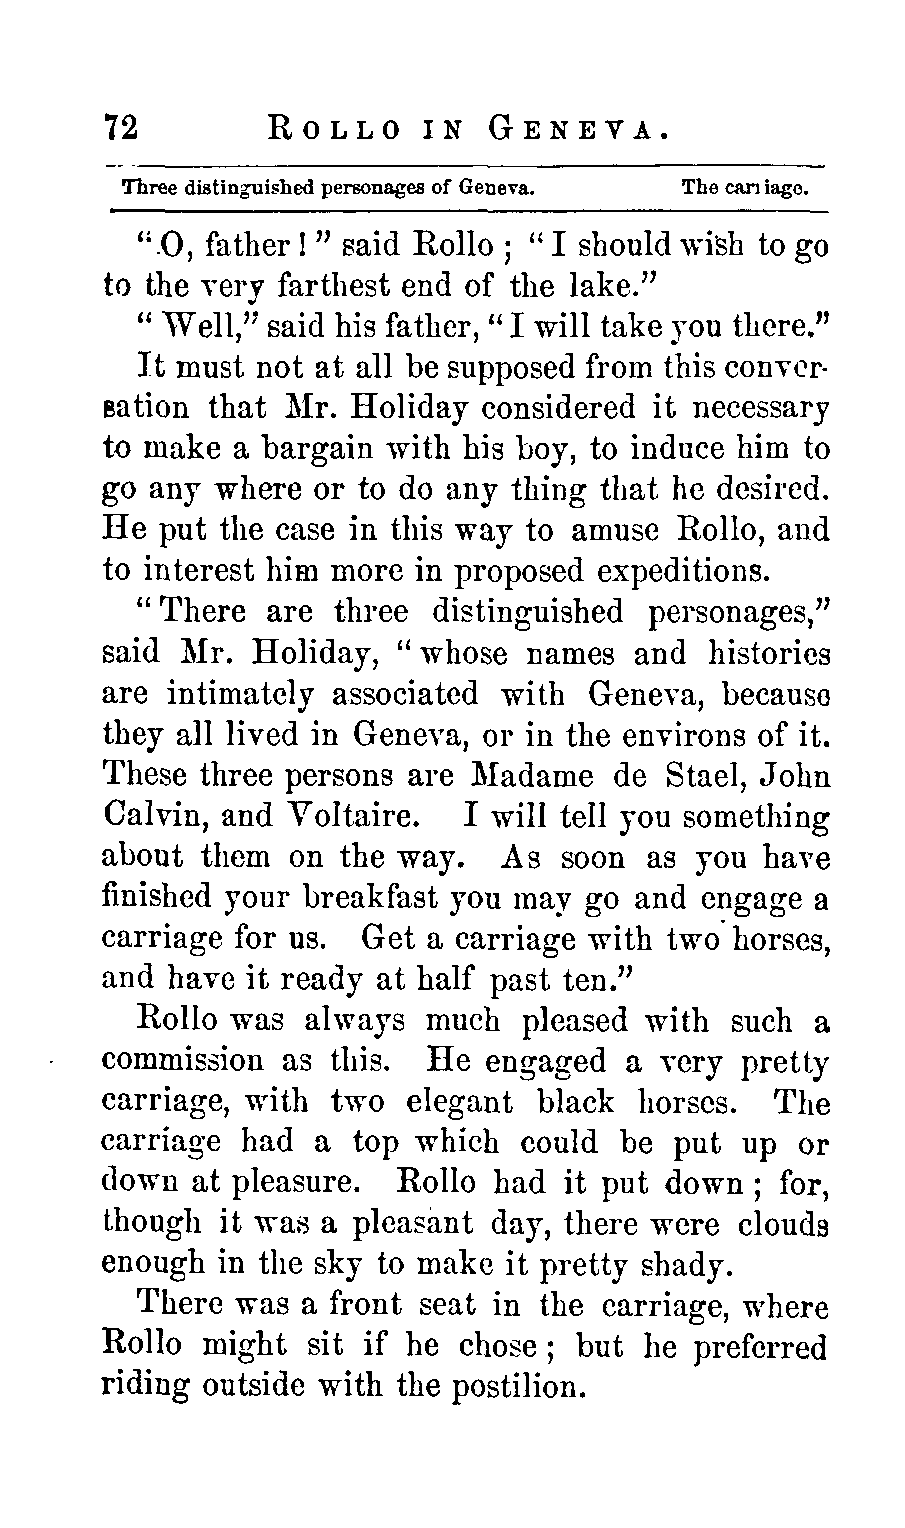 72 ROLLO IN GENEVA.
Three distinguished personages of Geneva. The carriage.
“O, father!” said Rollo; “I should wish to go
to the very farthest end of the lake.”
“Well,” said his father, “I will take you there.”
It must not at all be supposed from this conver-
sation that Mr. Holiday considered it necessary
to make a bargain with his boy, to induce him to
go any where or to do any thing that he desired.
He put the case in this way to amuse Rollo, and
to interest him more in proposed expeditions.
“There are three distinguished personages,”
said Mr. Holiday, “whose names and histories
are intimately associated with Geneva, because
they all lived in Geneva, or in the environs of it.
These three persons are Madame de Stael, John
Calvin, and Voltaire. I will tell you something
about them on the way. As soon as you have
finished your breakfast you may go and engage a
carriage for us. Get a carriage with two horses,
and have it ready at half past ten.”
Rollo was always much pleased with such a
commission as this. He engaged a very pretty
carriage, with two elegant black horses. The
carriage had a top which could be put up or
down at pleasure. Rollo had it put down; for,
though it was a pleasant day, there were clouds
enough in the sky to make it pretty shady.
There was a front seat in the carriage, where
Rollo might sit if he chose; but he preferred
riding outside with the postilion.